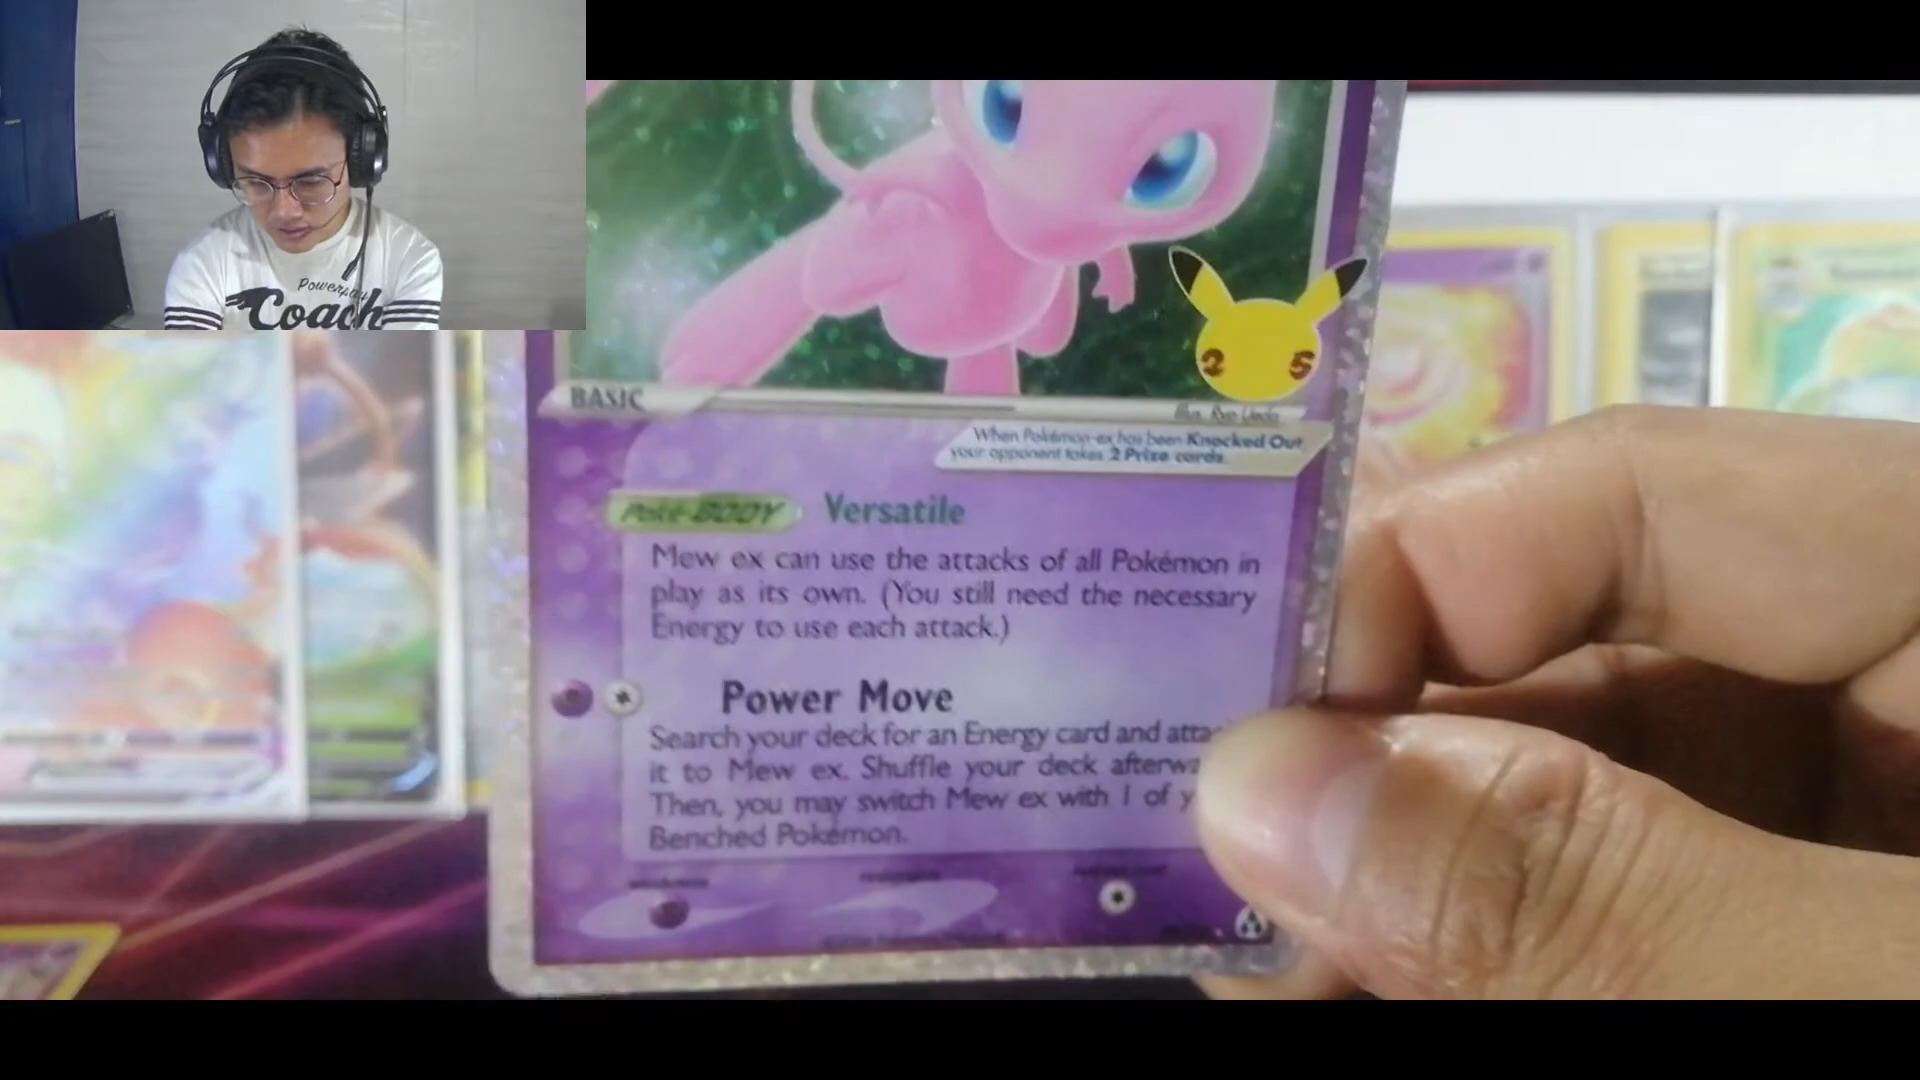 Coach
2 5
BASIC
Illus. Ryo Ueda
When Pokémon-ex has been Knocked Out,
your opponent takes 2 Prize cards.
Poké-BODY Versatile
Mew ex can use the attacks of all Pokémon in
play as its own. (You still need the necessary
Energy to use each attack.)
Power Move
Search your deck for an Energy card and atta
it to Mew ex. Shuffle your deck afterwa
Then, you may switch Mew ex with 1 of y
Benched Pokémon.
weakness resistance retreat cost